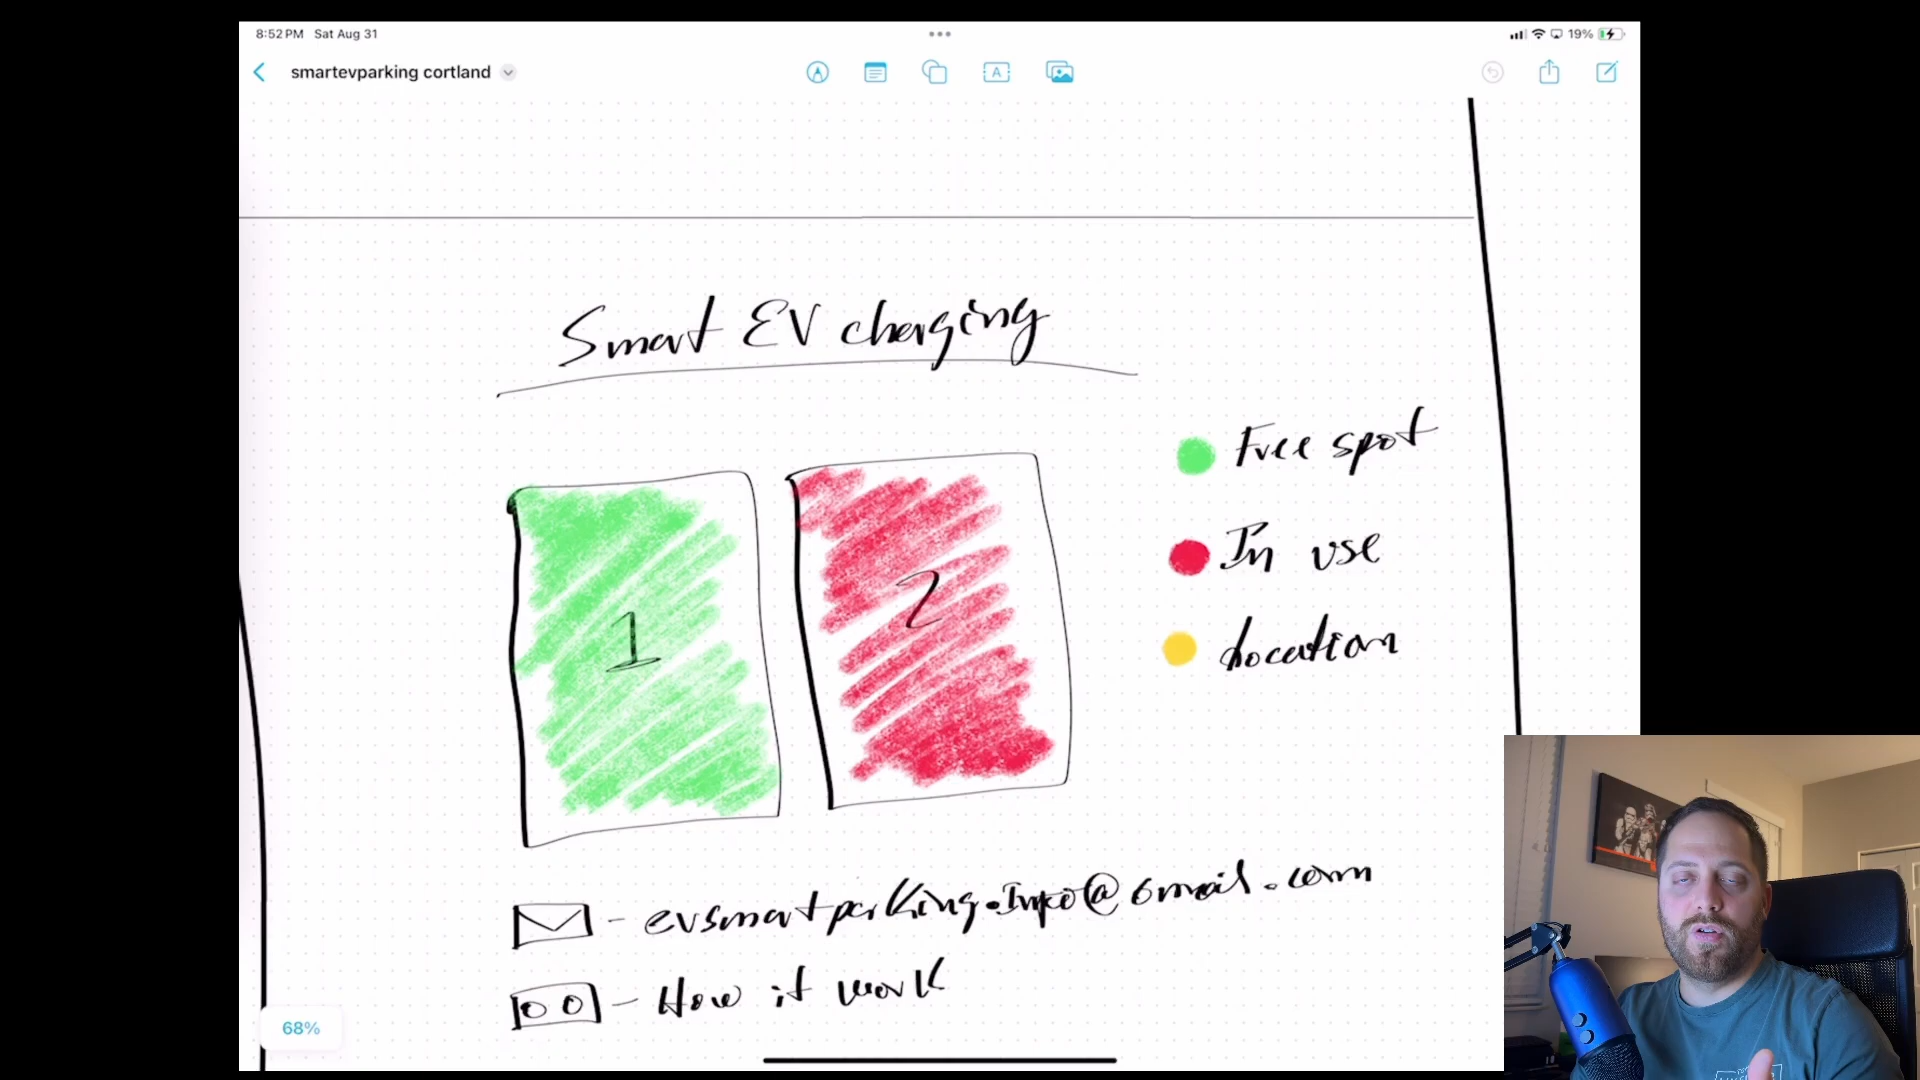 8:52 PM Sat Aug 31
19%
smartevparking cortland
Smart EV charging
Free spot
In use
Location
1
2
- evsmartparking.Info@Gmail.com
- How it work
68%